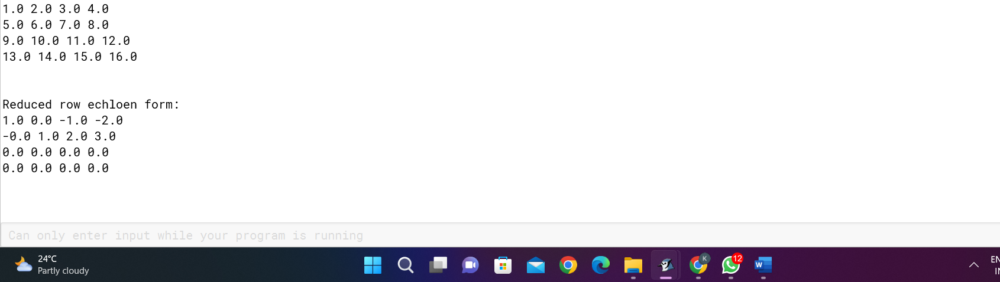 1.0 2.0 3.0 4.0
5.0 6.0 7.0 8.0
9.0 10.0 11.0 12.0
13.0 14.0 15.0 16.0
Reduced row echloen form:
1.0 0.0 -1.0 -2.0
-0.0 1.0 2.0 3.0
0.0 0.0 0.0 0.0
0.0 0.0 0.0 0.0
Can only enter input while your program is running
24°C
Partly cloudy
K
12
W